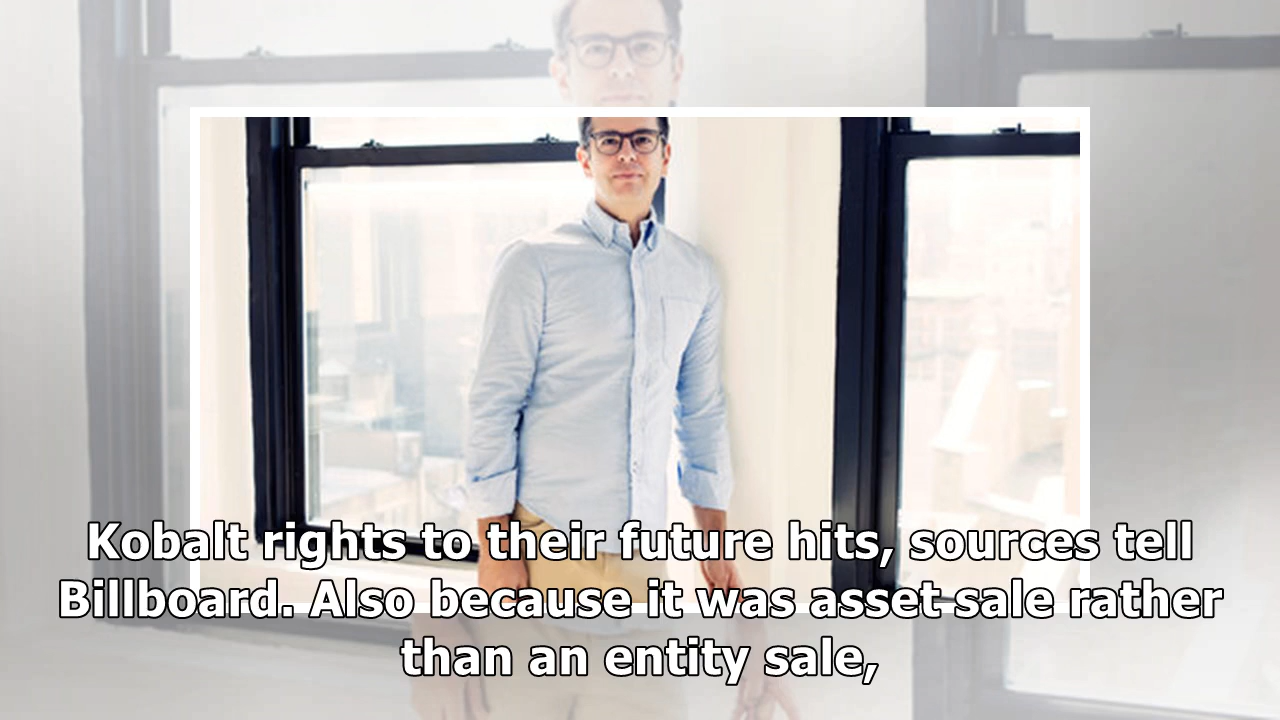 Kobalt rights to their future hits, sources tell
Billboard. Also because it was asset sale rather
than an entity sale,